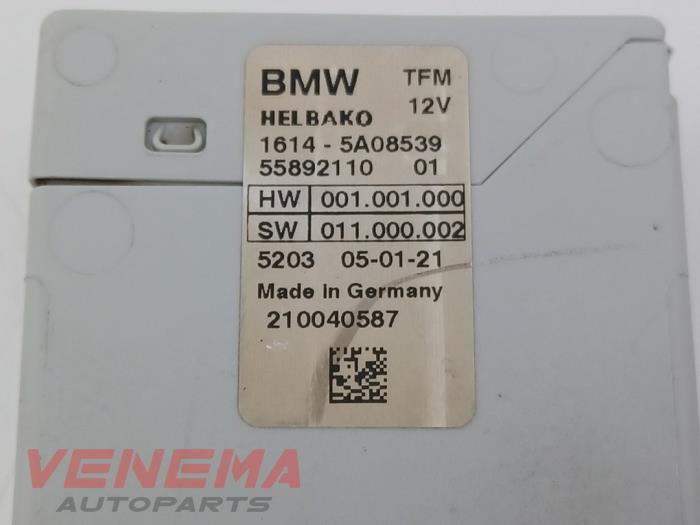 BMW TFM
12V
HELBAKO
1614 - 5A08539
55892110 01
HW 001.001.000
SW 011.000.002
5203 05-01-21
Made in Germany
210040587
VENEMA
AUTOPARTS